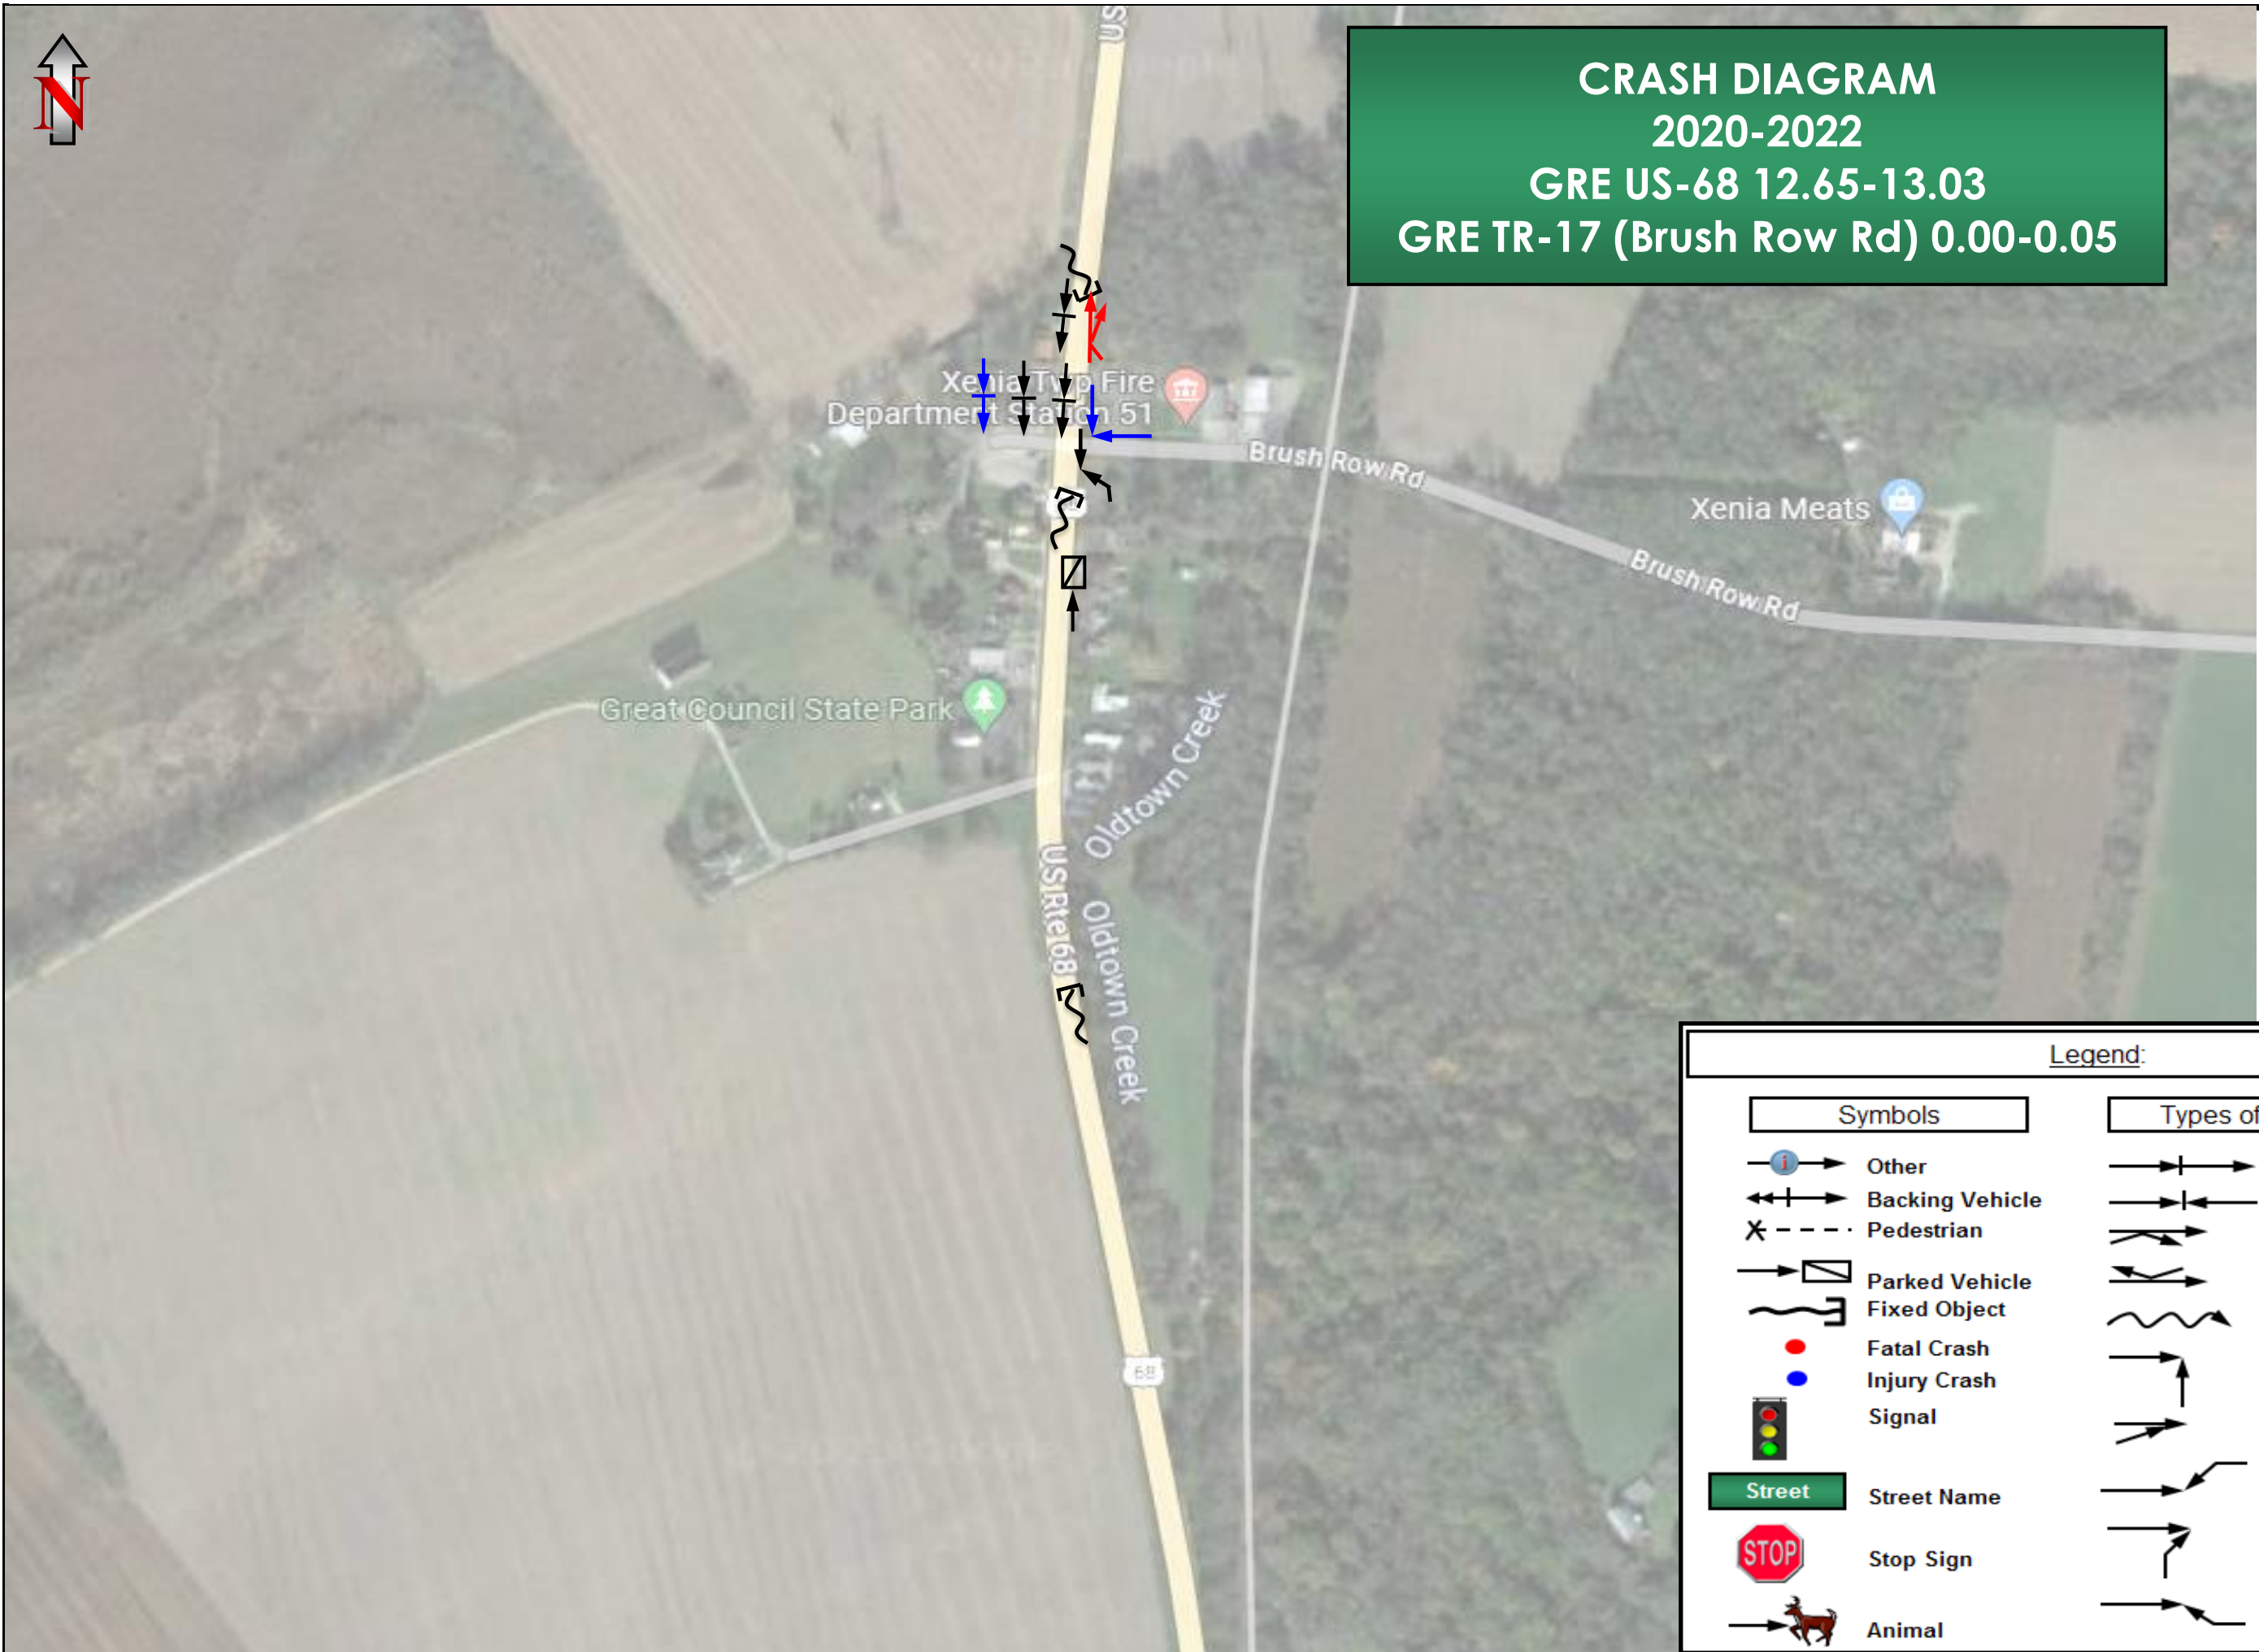 N
US
CRASH DIAGRAM
2020-2022
GRE US-68 12.65-13.03
GRE TR-17 (Brush Row Rd) 0.00-0.05
Xenia Twp Fire
Department Station 51
Brush Row Rd
Xenia Meats
Brush Row Rd
Great Council State Park
Oldtown Creek
US Rte 68
Oldtown Creek
68
Legend:
Symbols
Types of
i
Other
Backing Vehicle
Pedestrian
Parked Vehicle
Fixed Object
Fatal Crash
Injury Crash
Signal
Street
Street Name
STOP
Stop Sign
Animal